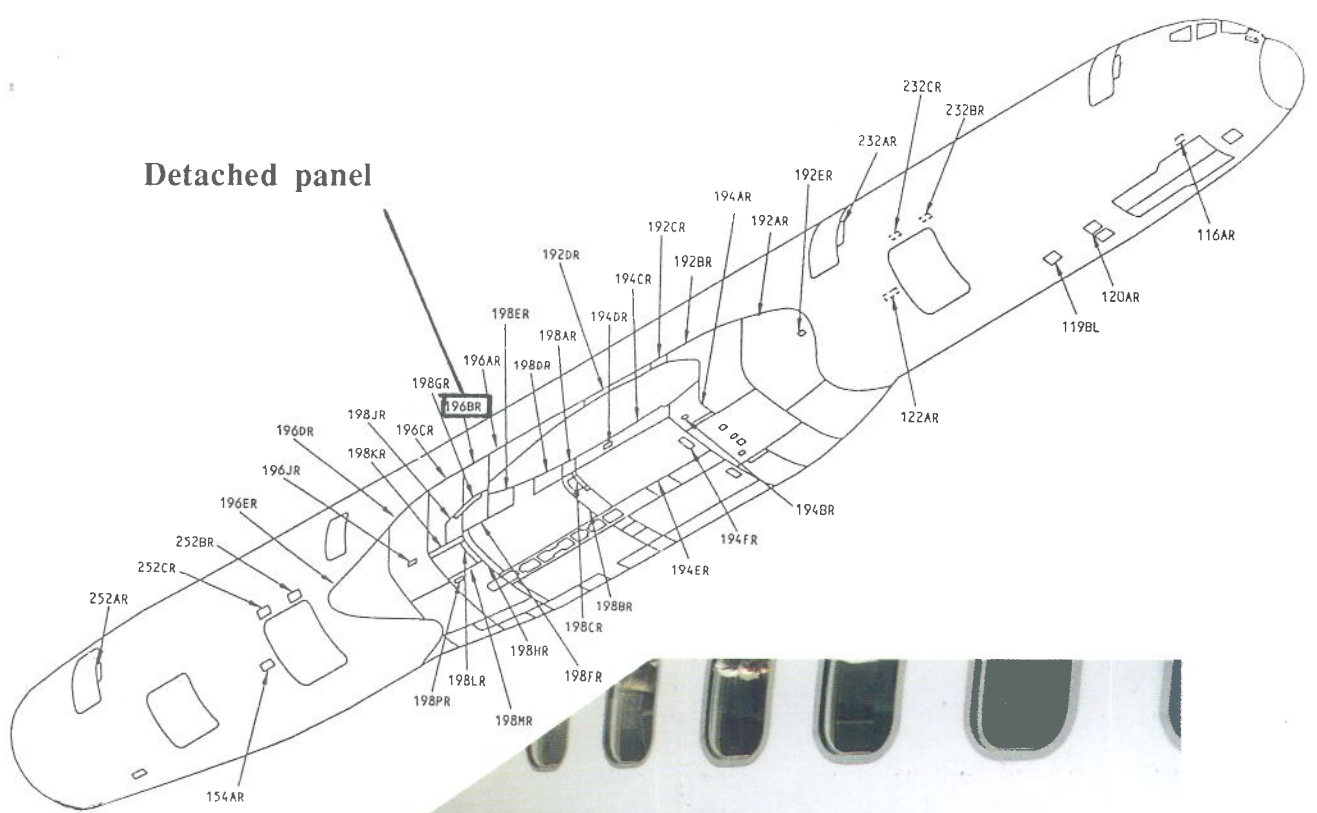 Detached panel
232CR
232BR
232AR
192ER
194AR
192AR
192CR
192BR
192DR
194CR
194DR
198ER
198AR
198DR
196AR
198GR
196BR
198JR
196CR
198KR
196DR
196JR
196ER
252BR
252CR
252AR
116AR
120AR
119BL
122AR
194BR
194FR
194ER
198BR
198CR
198HR
198FR
198LR
198PR
198MR
154AR